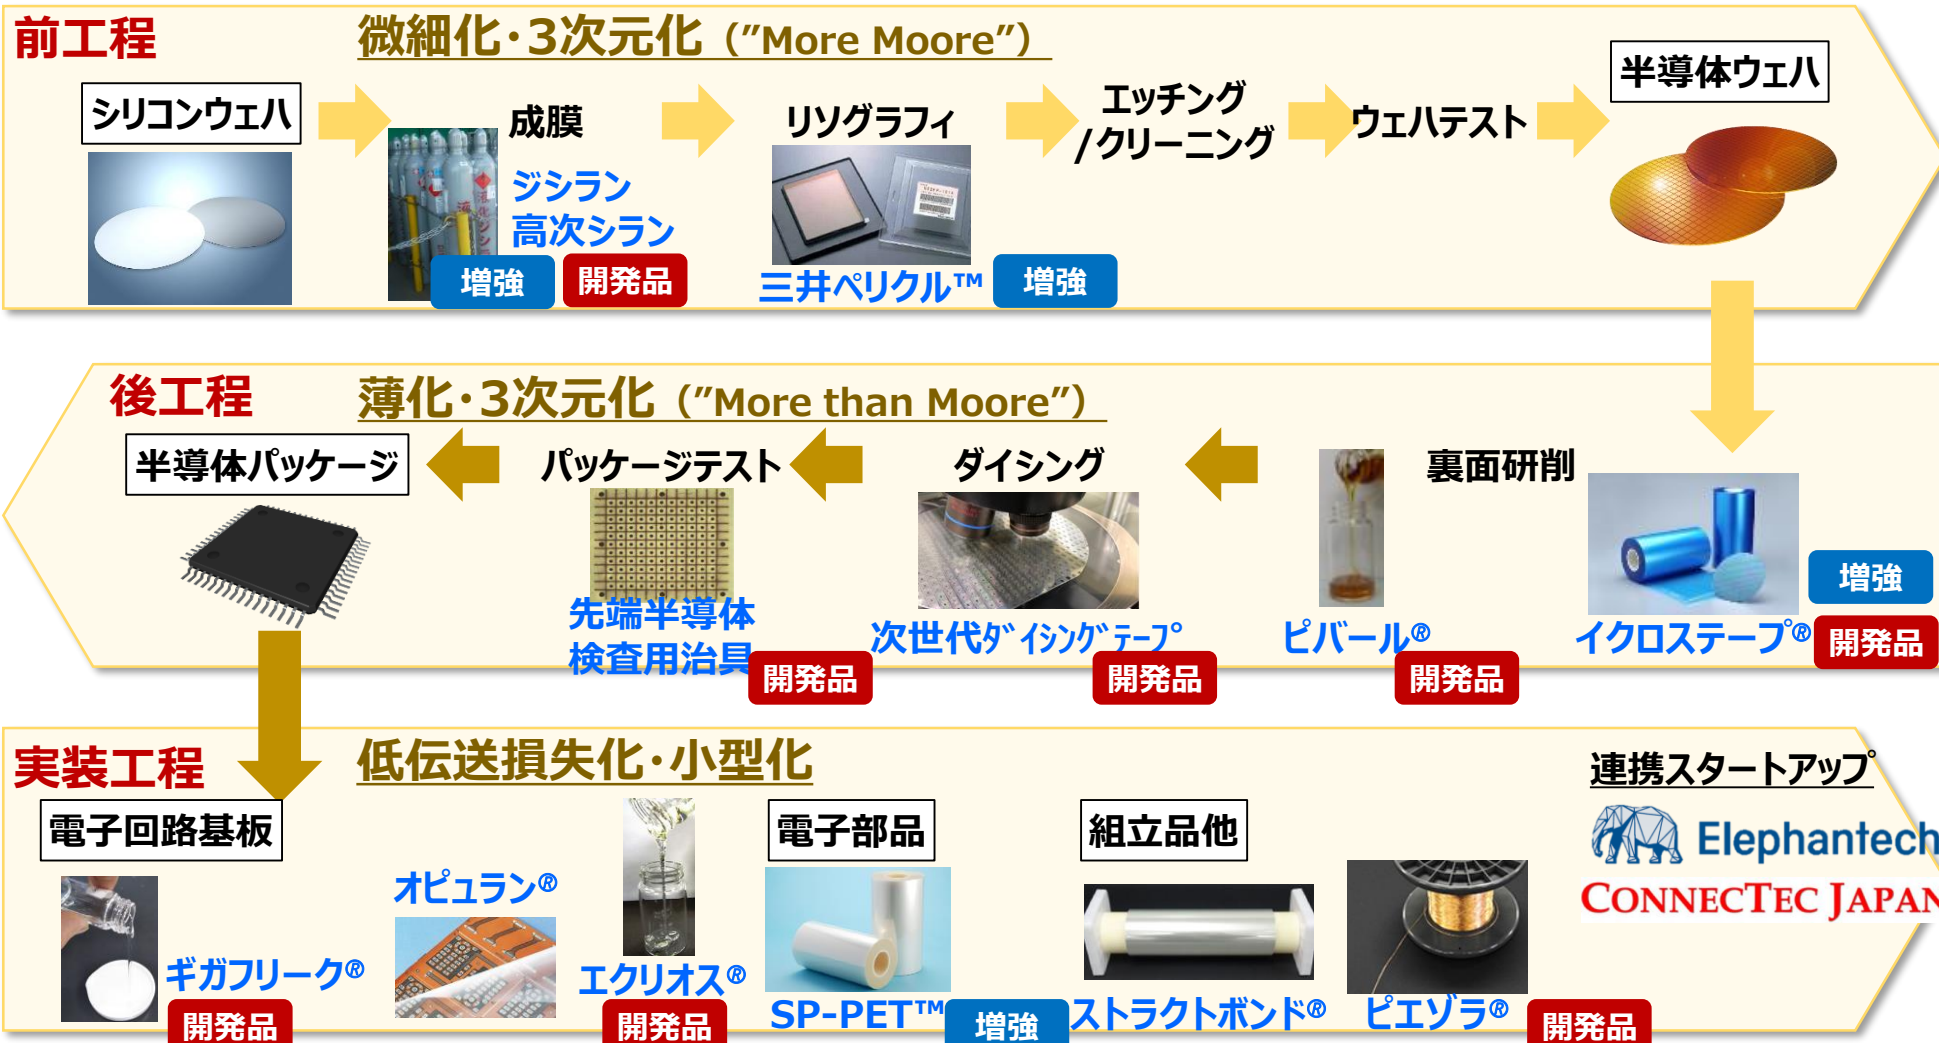 前工程
微細化･3次元化（"More Moore"）
シリコンウェハ
成膜
ジシラン
高次シラン
増強
開発品
リソグラフィ
三井ペリクル™
増強
エッチング
/クリーニング
ウェハテスト
半導体ウェハ
後工程
薄化･3次元化（"More than Moore"）
半導体パッケージ
パッケージテスト
先端半導体
検査用治具
開発品
ダイシング
次世代ﾀﾞｲｼﾝｸﾞﾃｰﾌﾟ
開発品
ピバール®
開発品
裏面研削
イクロステープ®
増強
開発品
実装工程
低伝送損失化･小型化
電子回路基板
ギガフリーク®
開発品
オピュラン®
エクリオス®
開発品
電子部品
SP-PET™
増強
組立品他
ストラクトボンド®
ピエゾラ®
開発品
連携スタートアップ
Elephantech
CONNECTEC JAPAN